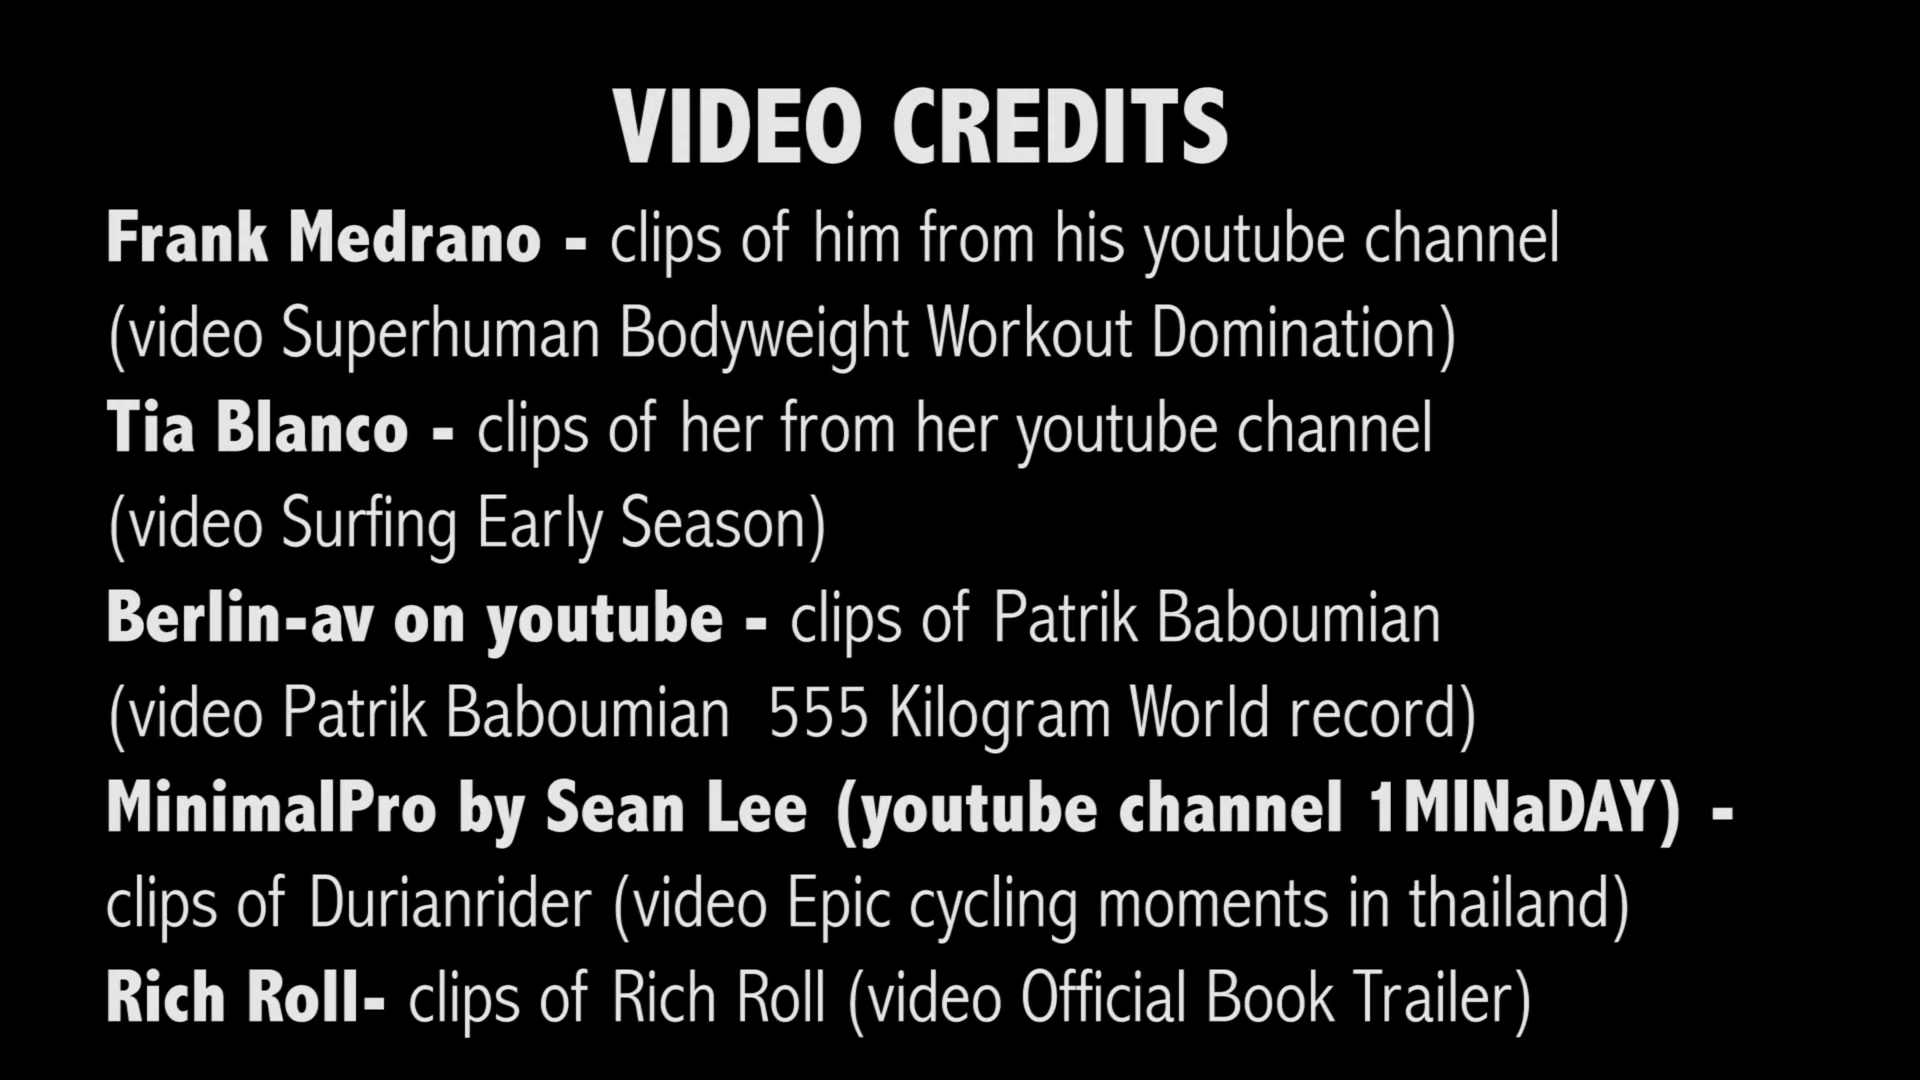 VIDEO CREDITS
Frank Medrano - clips of him from his youtube channel
(video Superhuman Bodyweight Workout Domination)
Tia Blanco - clips of her from her youtube channel
(video Surfing Early Season)
Berlin-av on youtube - clips of Patrik Baboumian
(video Patrik Baboumian 555 Kilogram World record)
MinimalPro by Sean Lee (youtube channel 1MINaDAY) -
clips of Durianrider (video Epic cycling moments in thailand)
Rich Roll- clips of Rich Roll (video Official Book Trailer)